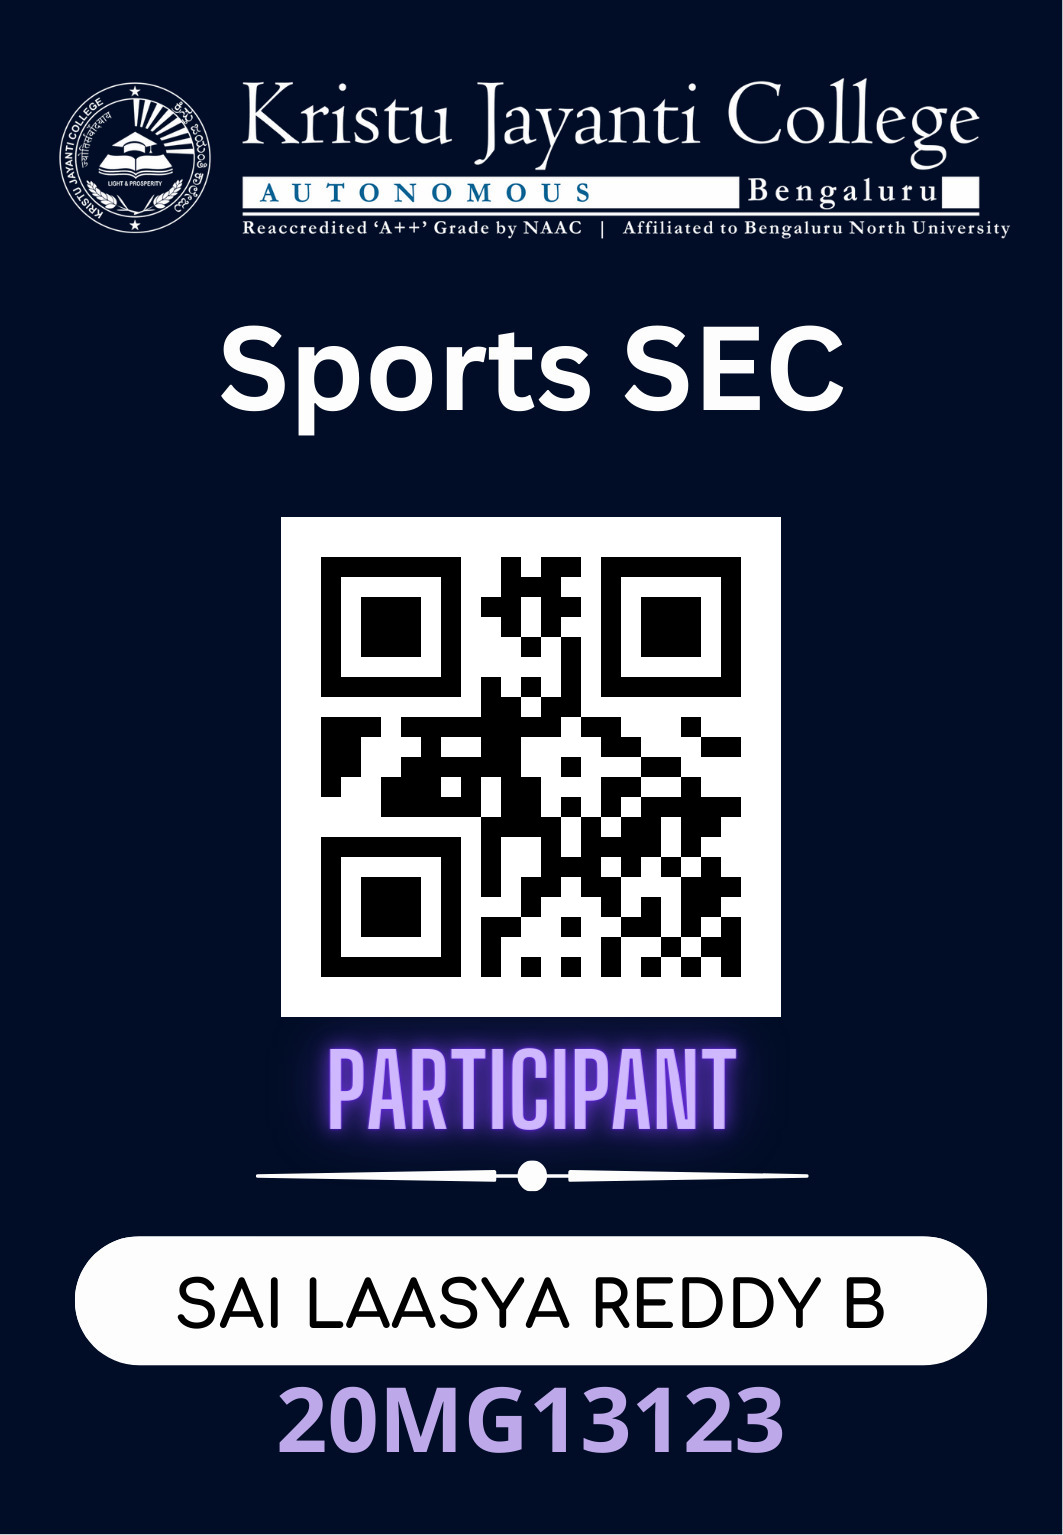 KRISTU JAYANTI COLLEGE
ಕ್ರಿಸ್ತು ಜಯಂತಿ ಕಾಲೇಜು
LIGHT & PROSPERITY
Kristu Jayanti College
AUTONOMOUS Bengaluru
Reaccredited ‘A++’ Grade by NAAC | Affiliated to Bengaluru North University
Sports SEC
PARTICIPANT
SAI LAASYA REDDY B
20MG13123